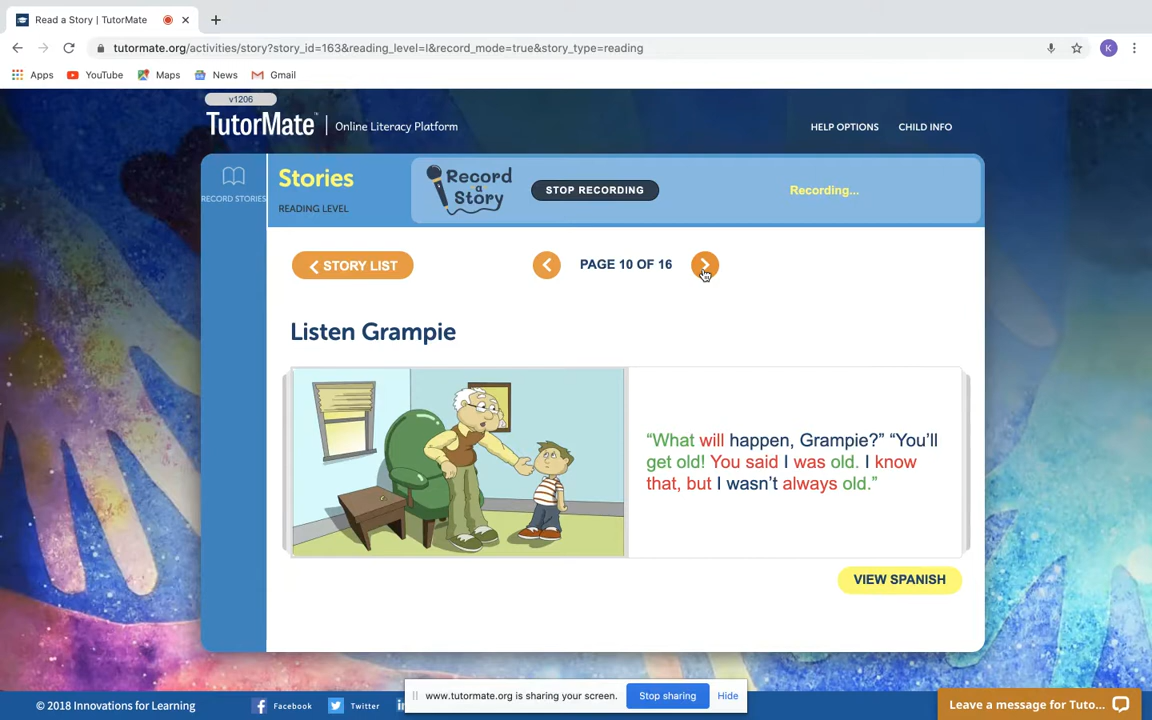 Read a Story | TutorMate
tutormate.org/activities/story?story_id=163&reading_level=I&record_mode=true&story_type=reading
K
Apps YouTube Maps News Gmail
v1206
TutorMate | Online Literacy Platform
HELP OPTIONS CHILD INFO
RECORD STORIES
Stories
READING LEVEL
Record
a
Story
STOP RECORDING
Recording...
STORY LIST
PAGE 10 OF 16
Listen Grampie
“What will happen, Grampie?” “You’ll
get old! You said I was old. I know
that, but I wasn’t always old.”
VIEW SPANISH
www.tutormate.org is sharing your screen. Stop sharing Hide
© 2018 Innovations for Learning Facebook Twitter
Leave a message for Tuto...